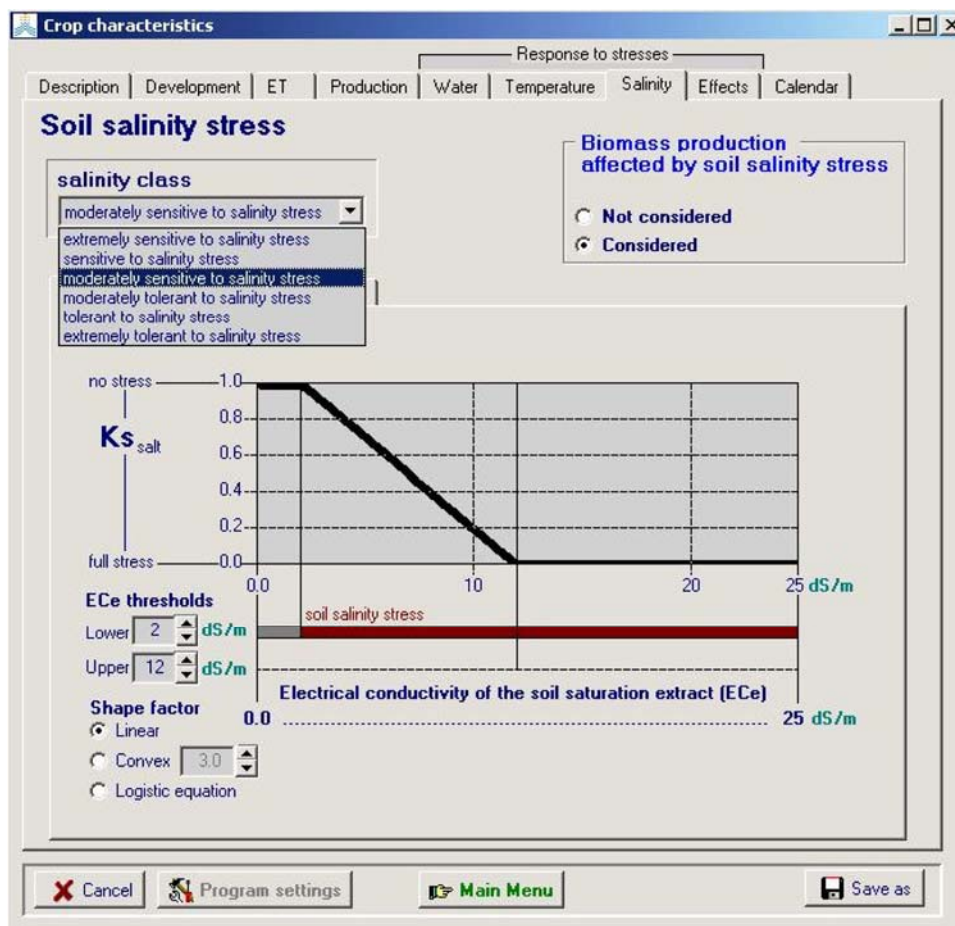 Crop characteristics
Response to stresses
Description Development ET Production Water Temperature Salinity Effects Calendar
Soil salinity stress
salinity class
moderately sensitive to salinity stress
extremely sensitive to salinity stress
sensitive to salinity stress
moderately sensitive to salinity stress
moderately tolerant to salinity stress
tolerant to salinity stress
extremely tolerant to salinity stress
Biomass production
affected by soil salinity stress
Not considered
Considered
no stress 1.0
0.8
Ks salt
0.6
0.4
0.2
full stress 0.0
0.0 10 20 25 dS/m
ECe thresholds
soil salinity stress
Lower 2 dS/m
Upper 12 dS/m
Electrical conductivity of the soil saturation extract (ECe)
0.0 25 dS/m
Shape factor
Linear
Convex 3.0
Logistic equation
Cancel Program settings Main Menu Save as